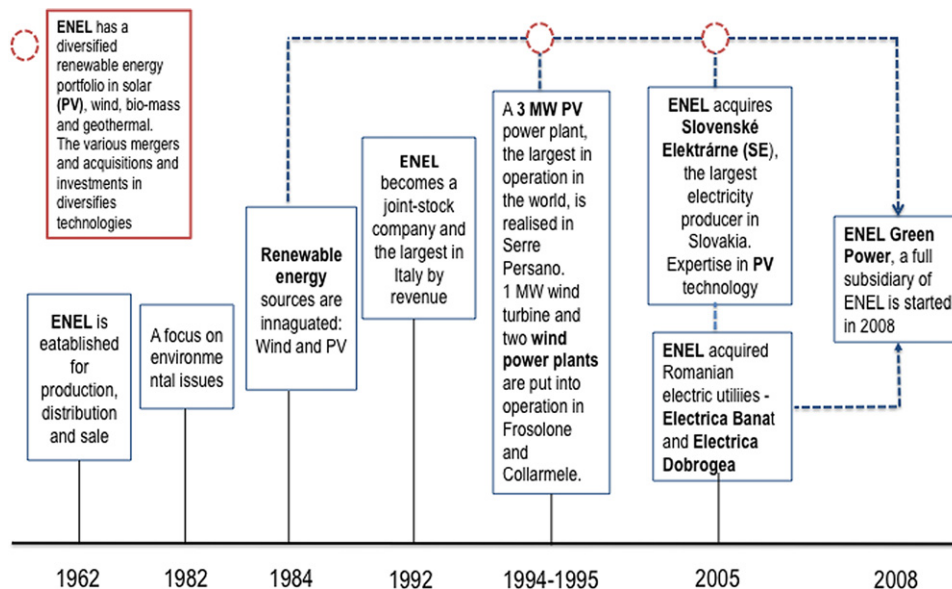 ENEL has a
diversified
renewable energy
portfolio in solar
(PV), wind, bio-mass
and geothermal.
The various mergers
and acquisitions and
investments in
diversifies
technologies
ENEL is
eatablished
for
production,
distribution
and sale
A focus on
environme
ntal issues
Renewable
energy
sources are
innaguated:
Wind and PV
ENEL
becomes a
joint-stock
company and
the largest in
Italy by
revenue
A 3 MW PV
power plant,
the largest in
operation in
the world, is
realised in
Serre
Persano.
1 MW wind
turbine and
two wind
power plants
are put into
operation in
Frosolone
and
Collarmele.
ENEL acquires
Slovenské
Elektrárne (SE),
the largest
electricity
producer in
Slovakia.
Expertise in PV
technology
ENEL acquired
Romanian
electric utiliies -
Electrica Banat
and Electrica
Dobrogea
ENEL Green
Power, a full
subsidiary of
ENEL is started
in 2008
1962
1982
1984
1992
1994-1995
2005
2008